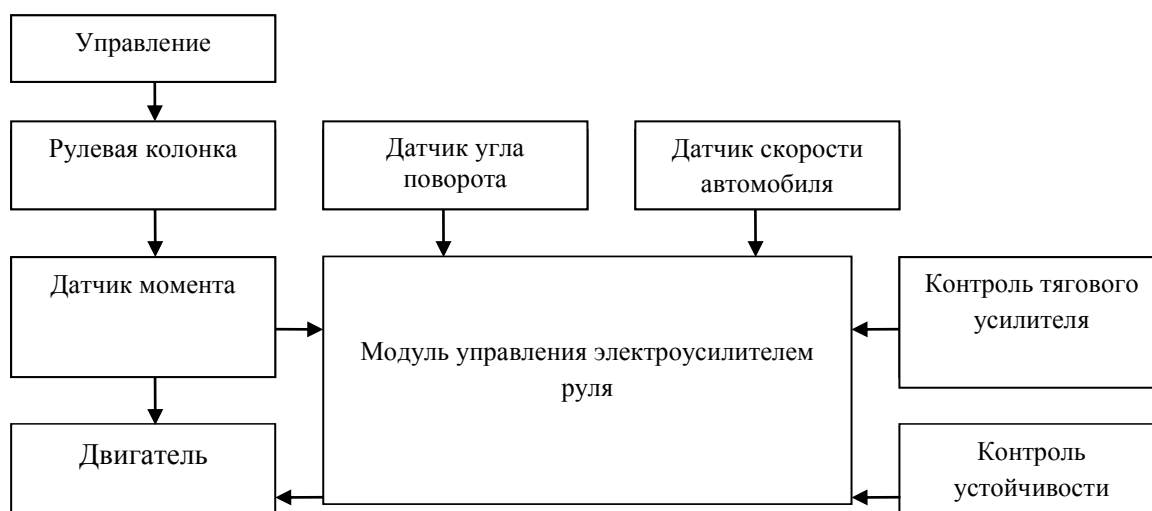 Управление
Рулевая колонка
Датчик угла
поворота
Датчик скорости
автомобиля
Датчик момента
Модуль управления электроусилителем
руля
Контроль тягового
усилителя
Двигатель
Контроль
устойчивости